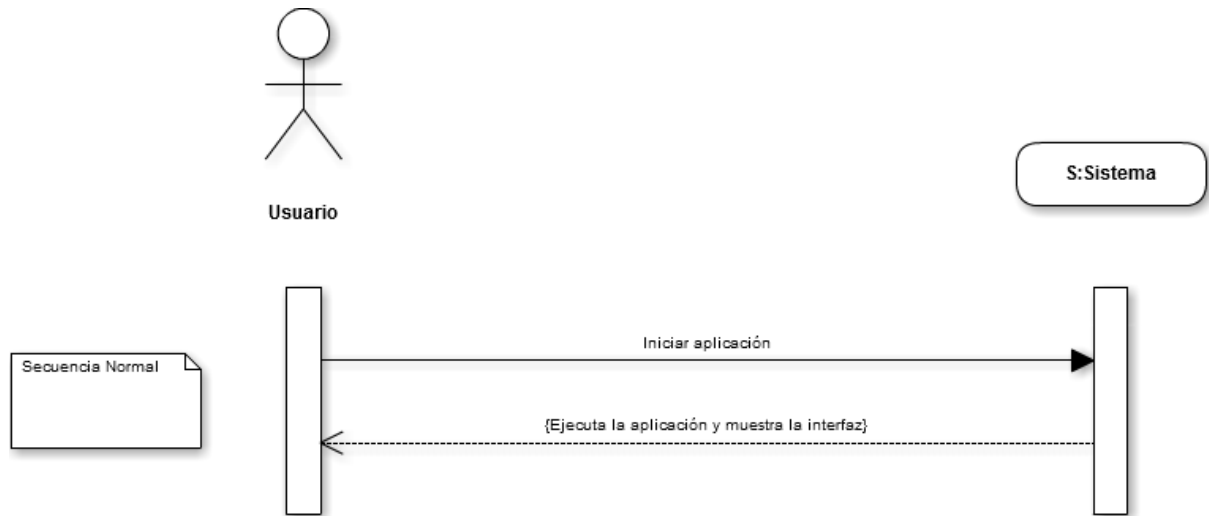 Usuario
S:Sistema
Iniciar aplicación
Secuencia Normal
{Ejecuta la aplicación y muestra la interfaz}